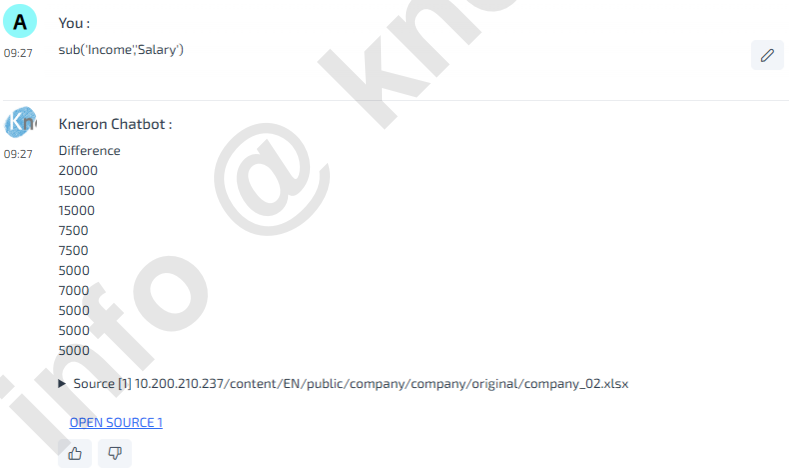 A
You :
09:27
sub('Income','Salary')
Kne
Kneron Chatbot :
09:27
Difference
20000
15000
15000
7500
7500
5000
7000
5000
5000
5000
▶ Source [1] 10.200.210.237/content/EN/public/company/company/original/company_02.xlsx
OPEN SOURCE 1
info @ kne